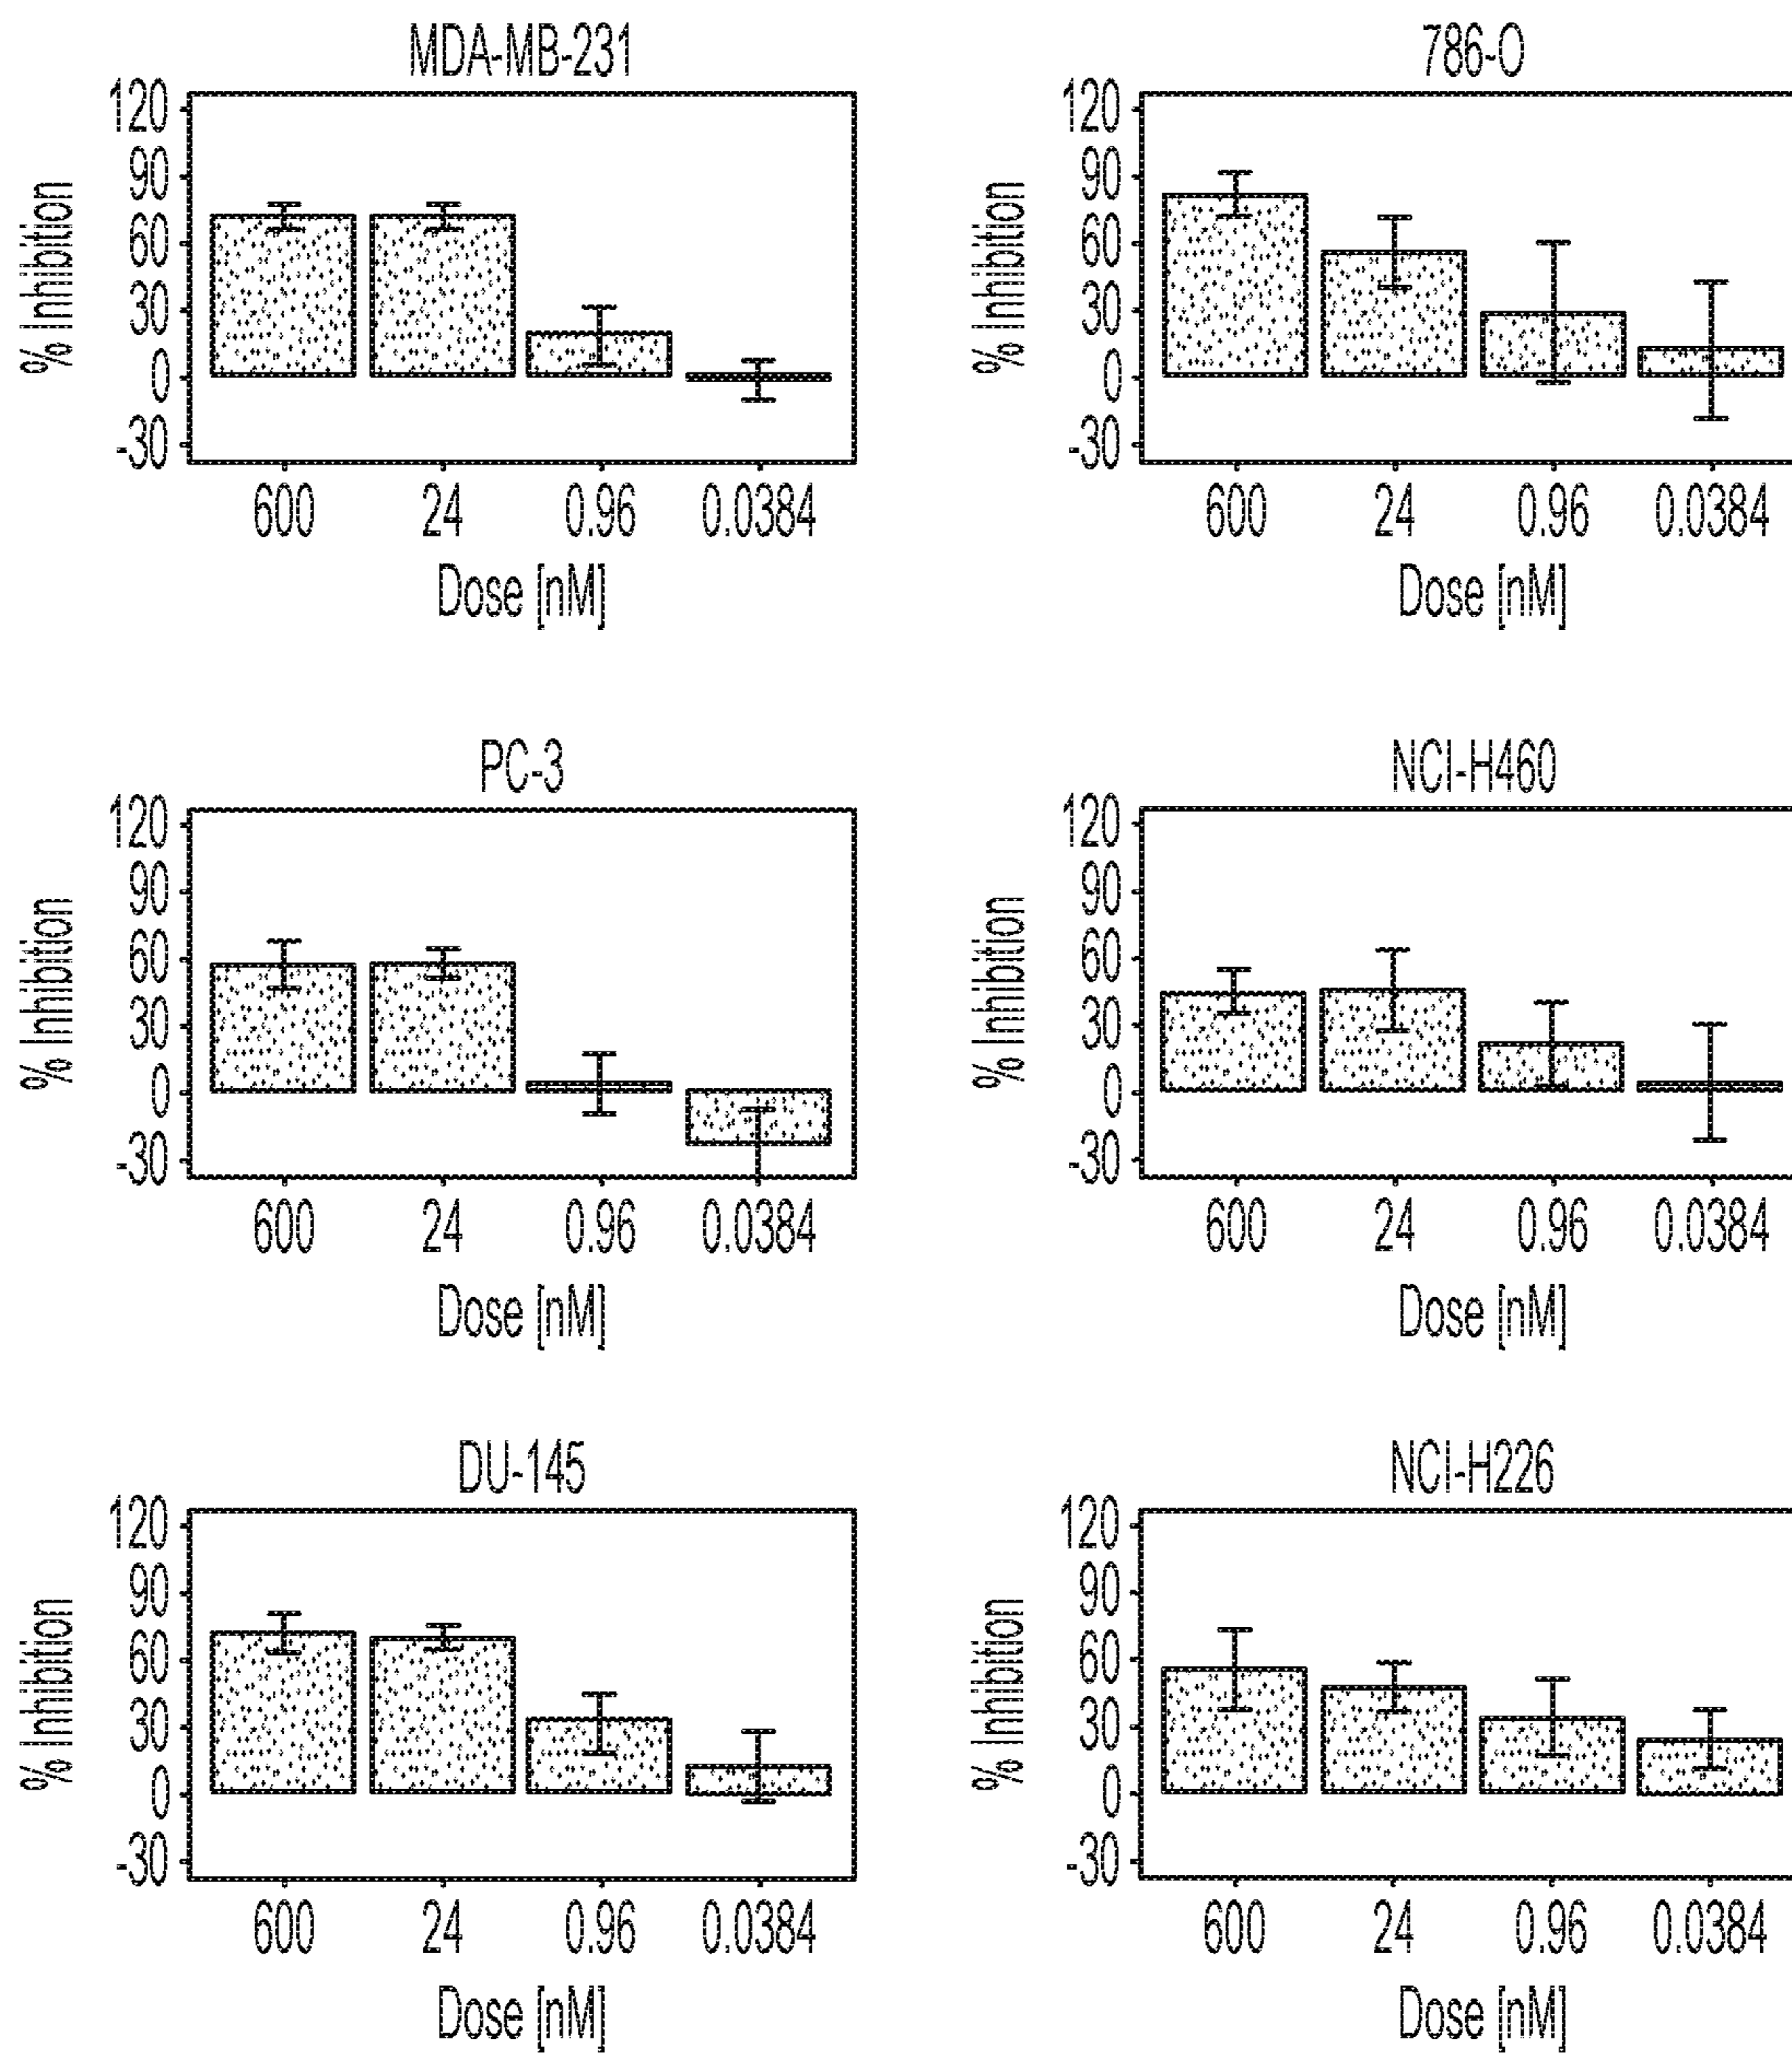 MDA-MB-231
% Inhibition
120
90
60
30
0
-30
600 24 0.96 0.0384
Dose [nM]
786-O
% Inhibition
120
90
60
30
0
-30
600 24 0.96 0.0384
Dose [nM]
PC-3
% Inhibition
120
90
60
30
0
-30
600 24 0.96 0.0384
Dose [nM]
NCI-H460
% Inhibition
120
90
60
30
0
-30
600 24 0.96 0.0384
Dose [nM]
DU-145
% Inhibition
120
90
60
30
0
-30
600 24 0.96 0.0384
Dose [nM]
NCI-H226
% Inhibition
120
90
60
30
0
-30
600 24 0.96 0.0384
Dose [nM]